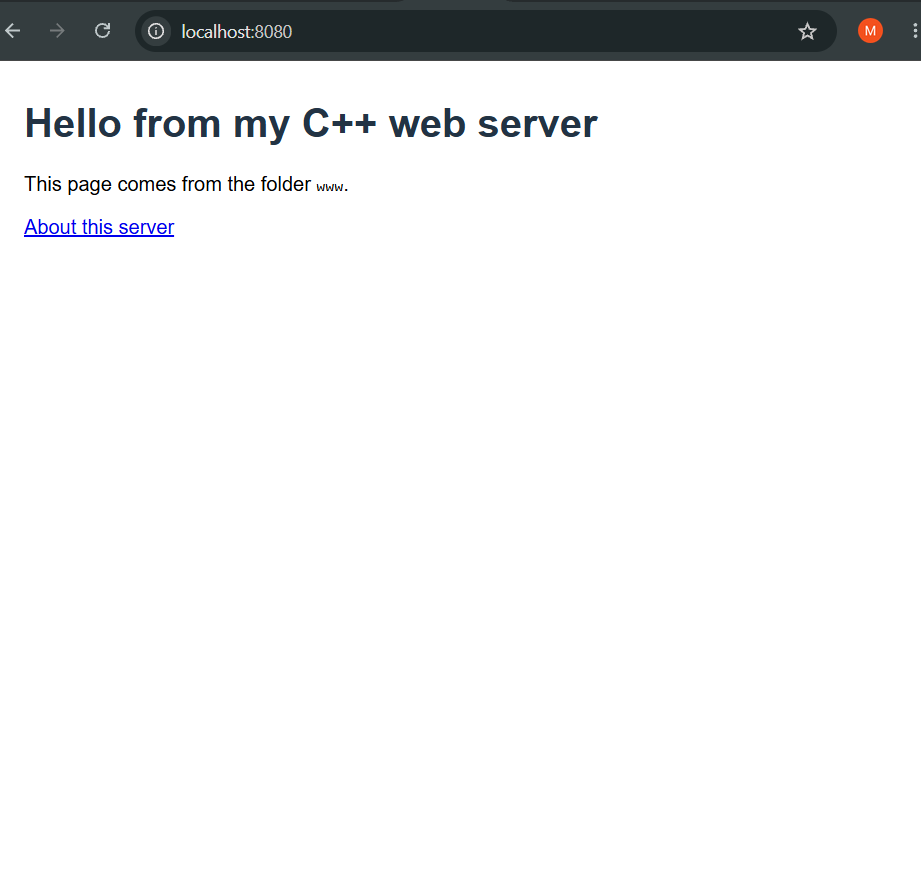 localhost:8080
M
Hello from my C++ web server
This page comes from the folder www.
About this server